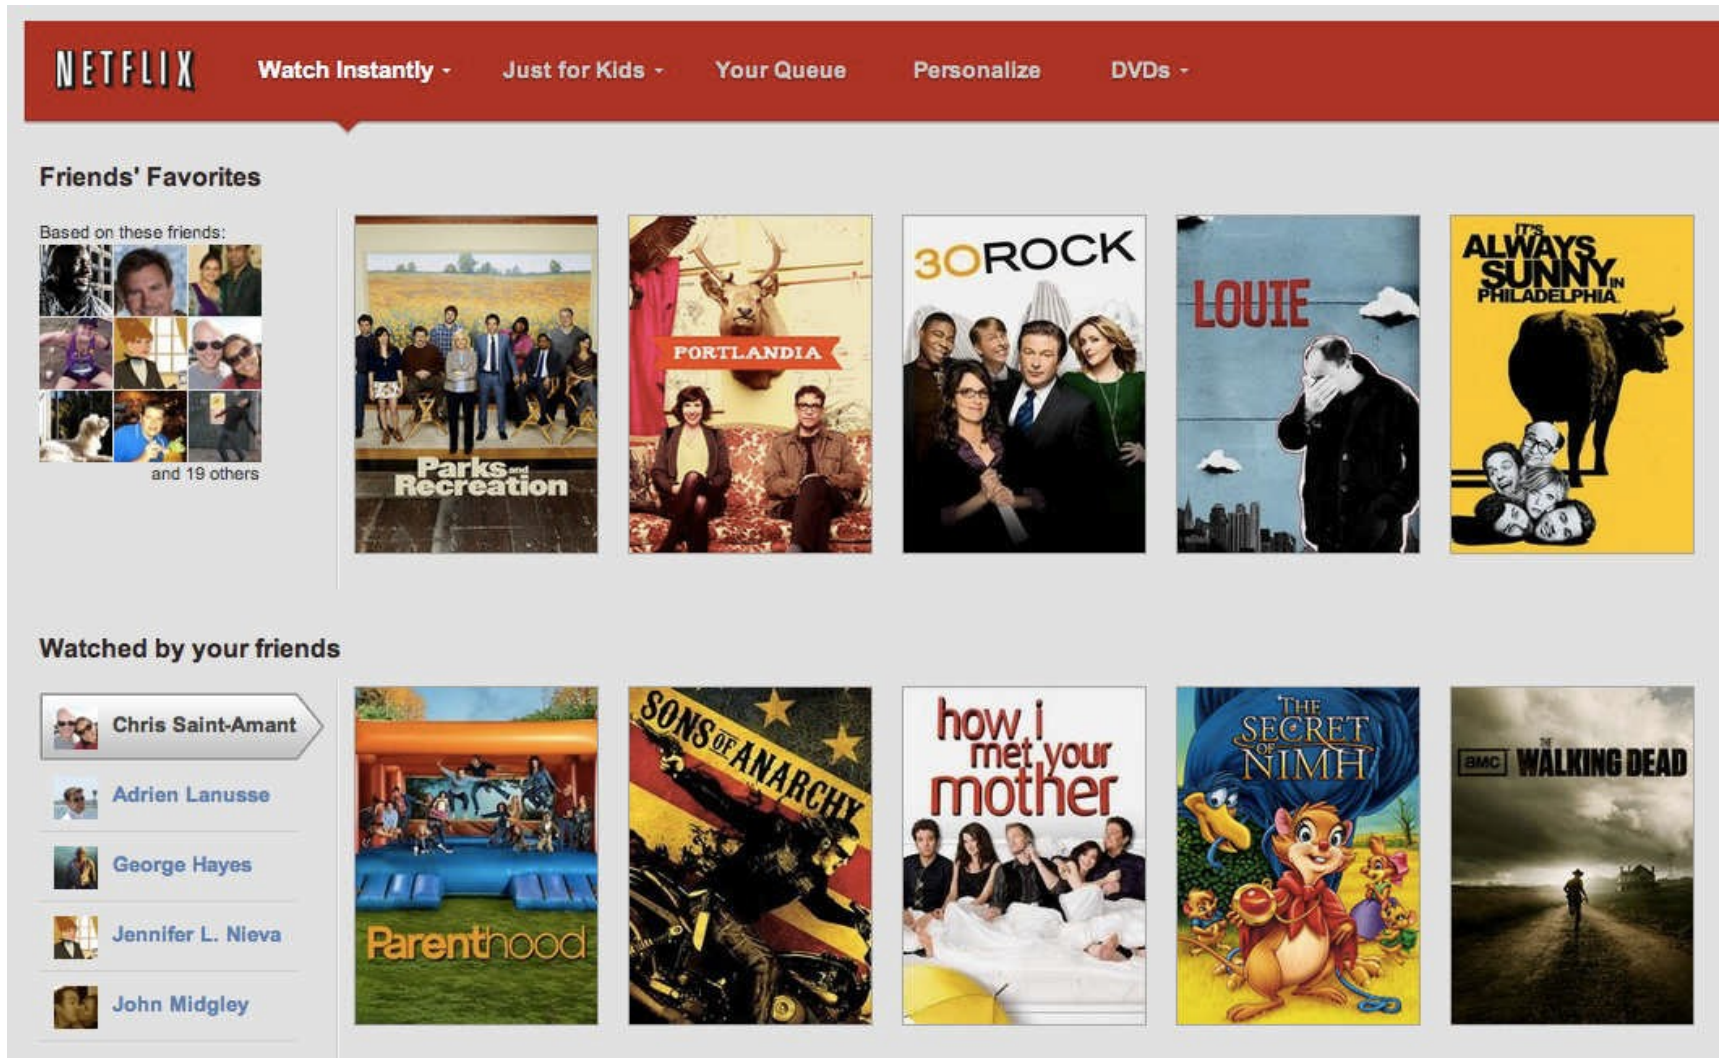 NETFLIX
Watch Instantly
Just for Kids
Your Queue
Personalize
DVDs
Friends' Favorites
Based on these friends:
and 19 others
Parks and
Recreation
PORTLANDIA
30ROCK
LOUIE
IT'S
ALWAYS
SUNNY IN
PHILADELPHIA
Watched by your friends
Chris Saint-Amant
Adrien Lanusse
George Hayes
Jennifer L. Nieva
John Midgley
Parenthood
SONS OF ANARCHY
how i
met your
mother
THE
SECRET
OF
NIMH
aMC THE WALKING DEAD